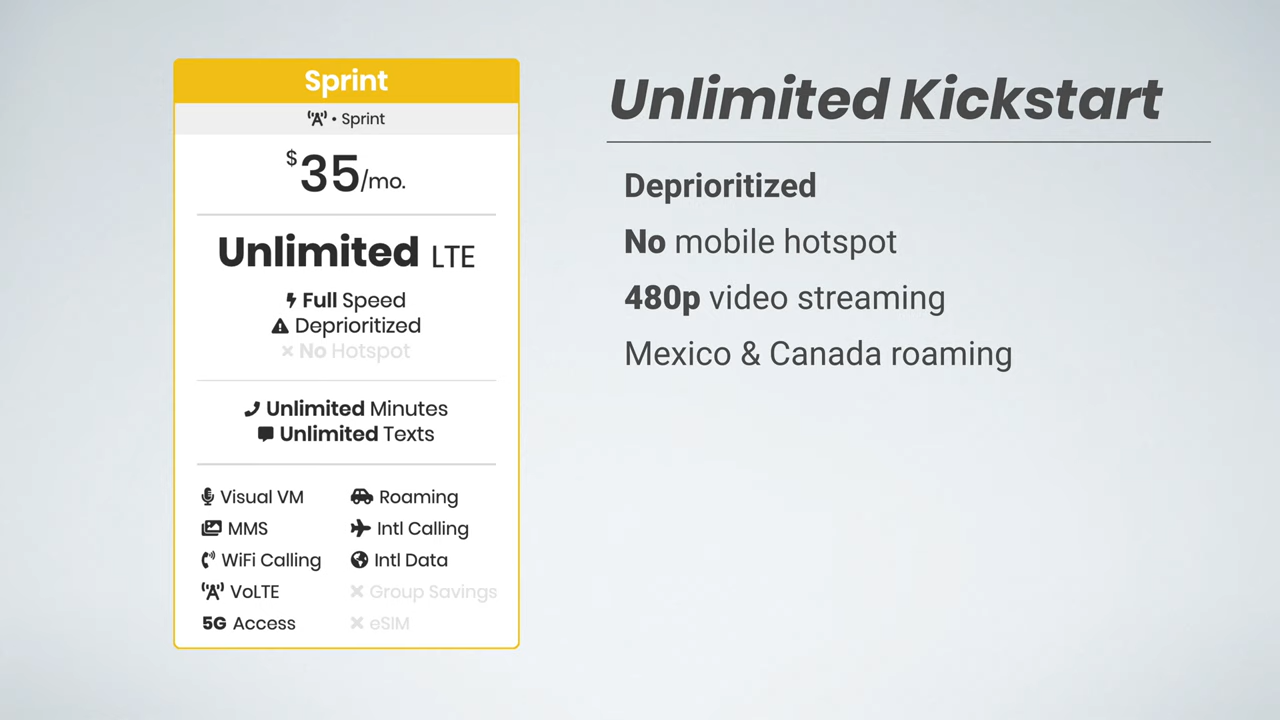 Sprint
• Sprint
$35/mo.
Unlimited LTE
Full Speed
Deprioritized
No Hotspot
Unlimited Minutes
Unlimited Texts
Visual VM
MMS
WiFi Calling
VoLTE
5G Access
Roaming
Intl Calling
Intl Data
Group Savings
eSIM
Unlimited Kickstart
Deprioritized
No mobile hotspot
480p video streaming
Mexico & Canada roaming